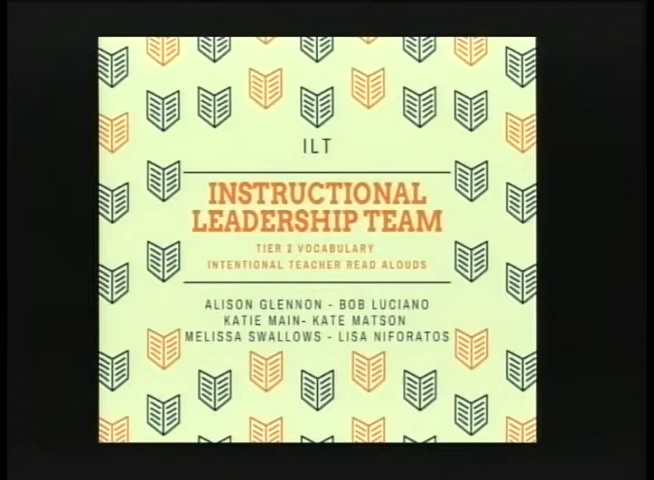 ILT
INSTRUCTIONAL
LEADERSHIP TEAM
TIER 2 VOCABULARY
INTENTIONAL TEACHER READ ALOUDS
ALISON GLENNON - BOB LUCIANO
KATIE MAIN- KATE MATSON
MELISSA SWALLOWS - LISA NIFORATOS